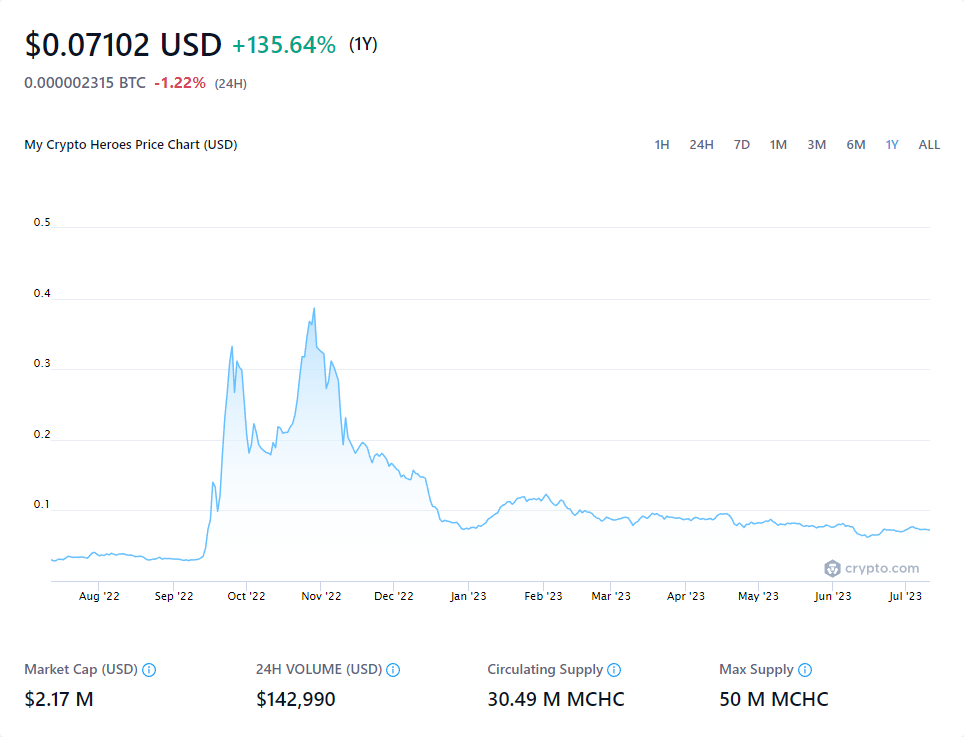 $0.07102 USD +135.64% (1Y)
0.000002315 BTC -1.22% (24H)
My Crypto Heroes Price Chart (USD) 1H 24H 7D 1M 3M 6M 1Y ALL
0.5
0.4
0.3
0.2
0.1
crypto.com
Aug '22 Sep '22 Oct '22 Nov '22 Dec '22 Jan '23 Feb '23 Mar '23 Apr '23 May '23 Jun '23 Jul '23
Market Cap (USD) 24H VOLUME (USD) Circulating Supply Max Supply
$2.17 M $142,990 30.49 M MCHC 50 M MCHC